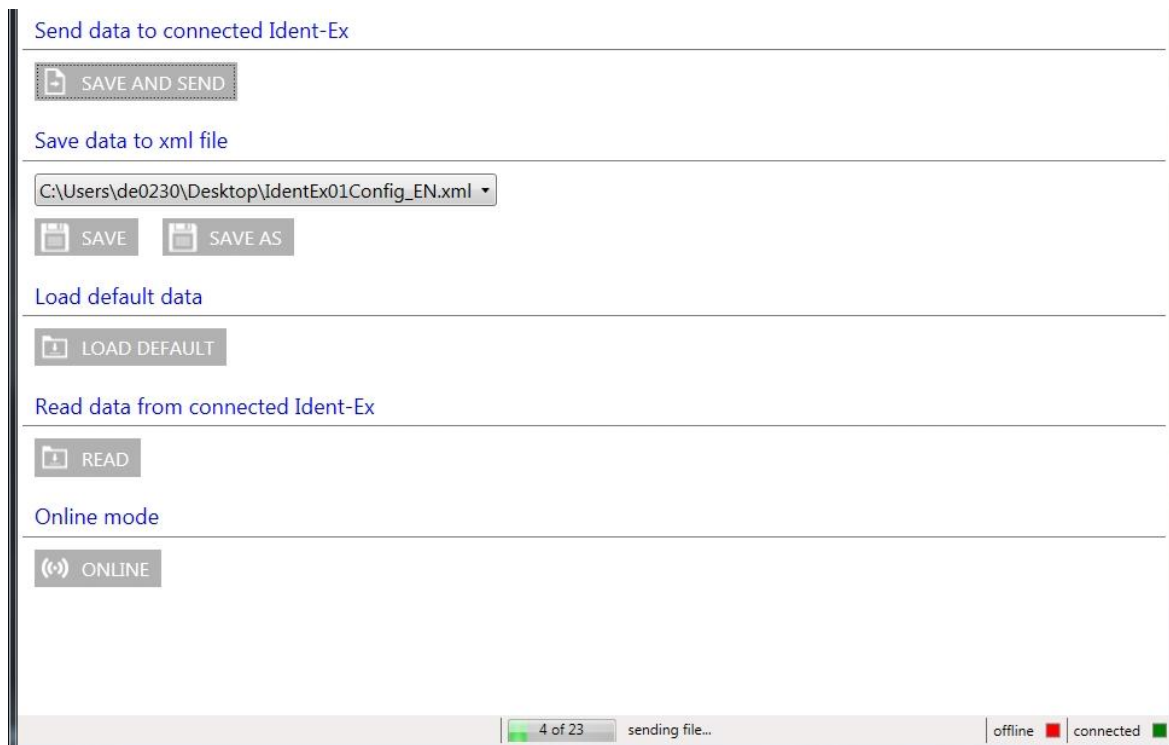 Send data to connected Ident-Ex
SAVE AND SEND
Save data to xml file
C:\Users\de0230\Desktop\IdentEx01Config_EN.xml
SAVE SAVE AS
Load default data
LOAD DEFAULT
Read data from connected Ident-Ex
READ
Online mode
ONLINE
4 of 23 sending file... offline connected